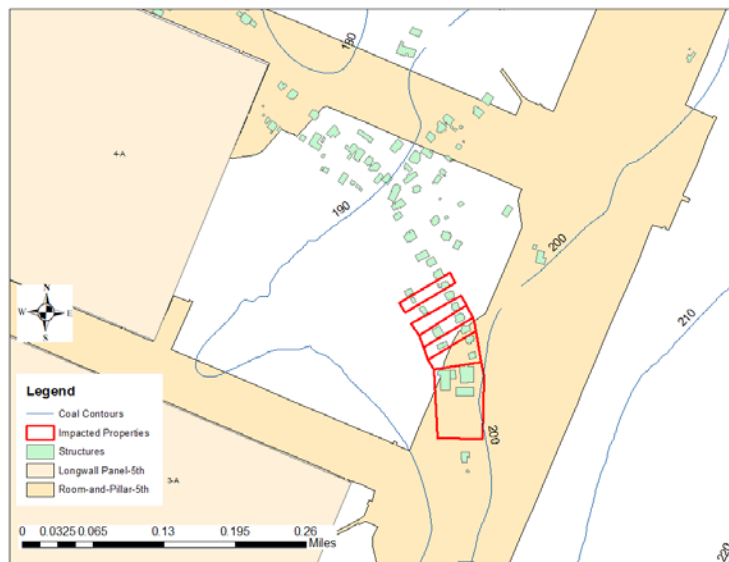 180
4-A
190
200
210
N
W E
S
Legend
Coal Contours
Impacted Properties
Structures
Longwall Panel-5th
Room-and-Pillar-5th
3-A
200
0 0.0325 0.065 0.13 0.195 0.26
Miles
220